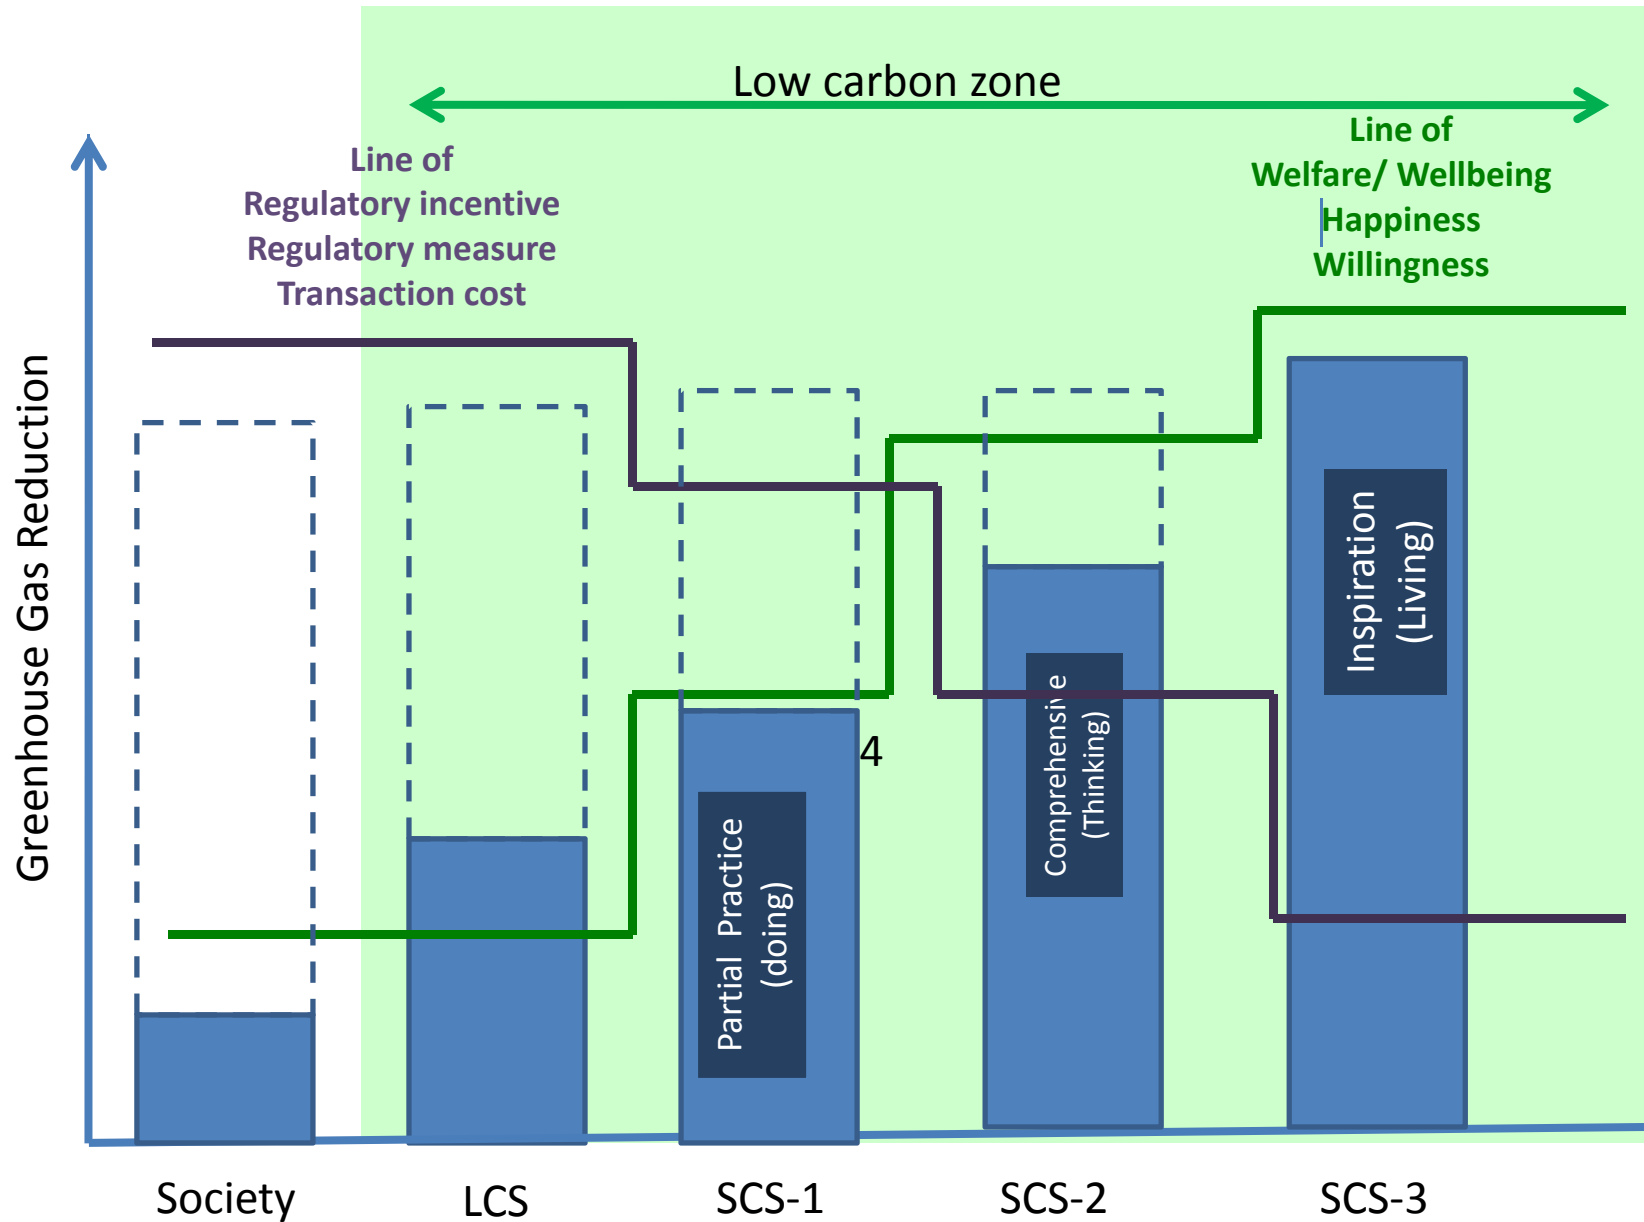 Low carbon zone
Line of
Regulatory incentive
Regulatory measure
Transaction cost
Line of
Welfare/ Wellbeing
Happiness
Willingness
Greenhouse Gas Reduction
Partial Practice
(doing)
4
Comprehensive
(Thinking)
Inspiration
(Living)
Society
LCS
SCS-1
SCS-2
SCS-3